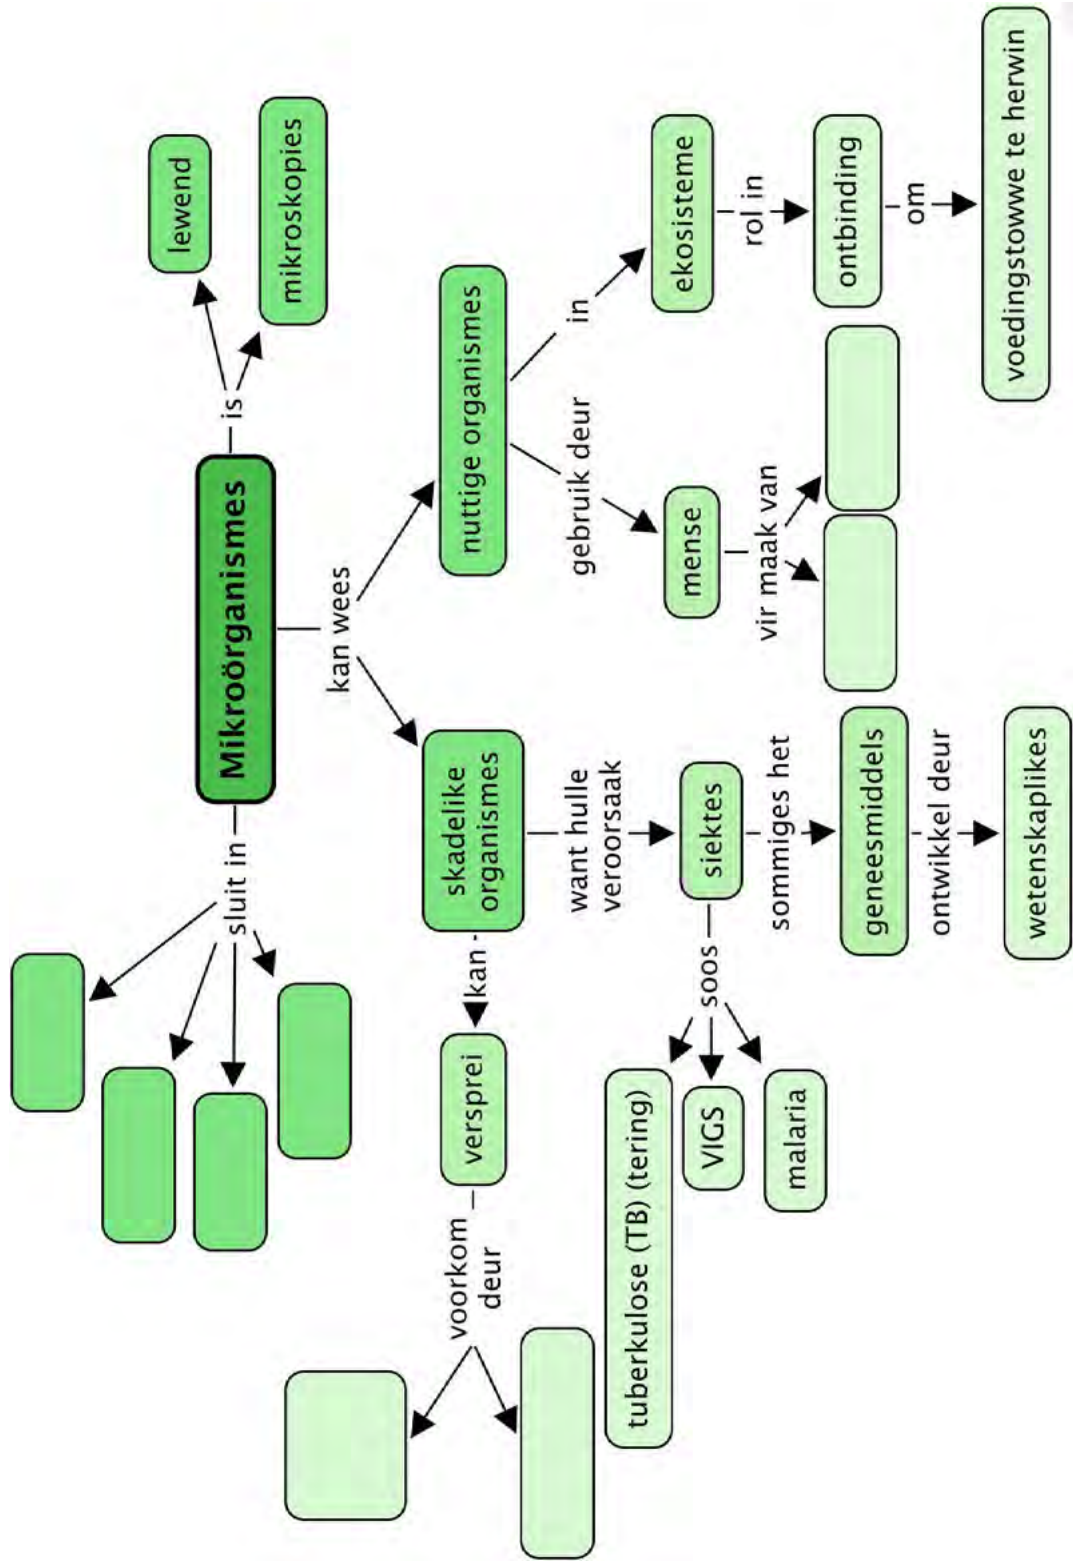 Mikroörganismes
is
lewend
mikroskopies
sluit in
kan wees
skadelike
organismes
nuttige organismes
kan
versprei
voorkom
deur
want hulle
veroorsaak
siektes
soos
tuberkulose (TB) (tering)
VIGS
malaria
sommiges het
geneesmiddels
ontwikkel deur
wetenskaplikes
gebruik deur
mense
vir maak van
in
ekosisteme
rol in
ontbinding
om
voedingstowwe te herwin